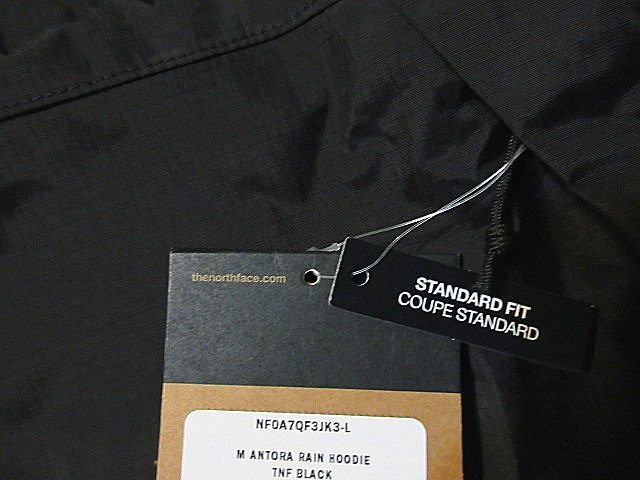 thenorthface.com
STANDARD FIT
COUPE STANDARD
NF0A7QF3JK3-L
M ANTORA RAIN HOODIE
TNF BLACK